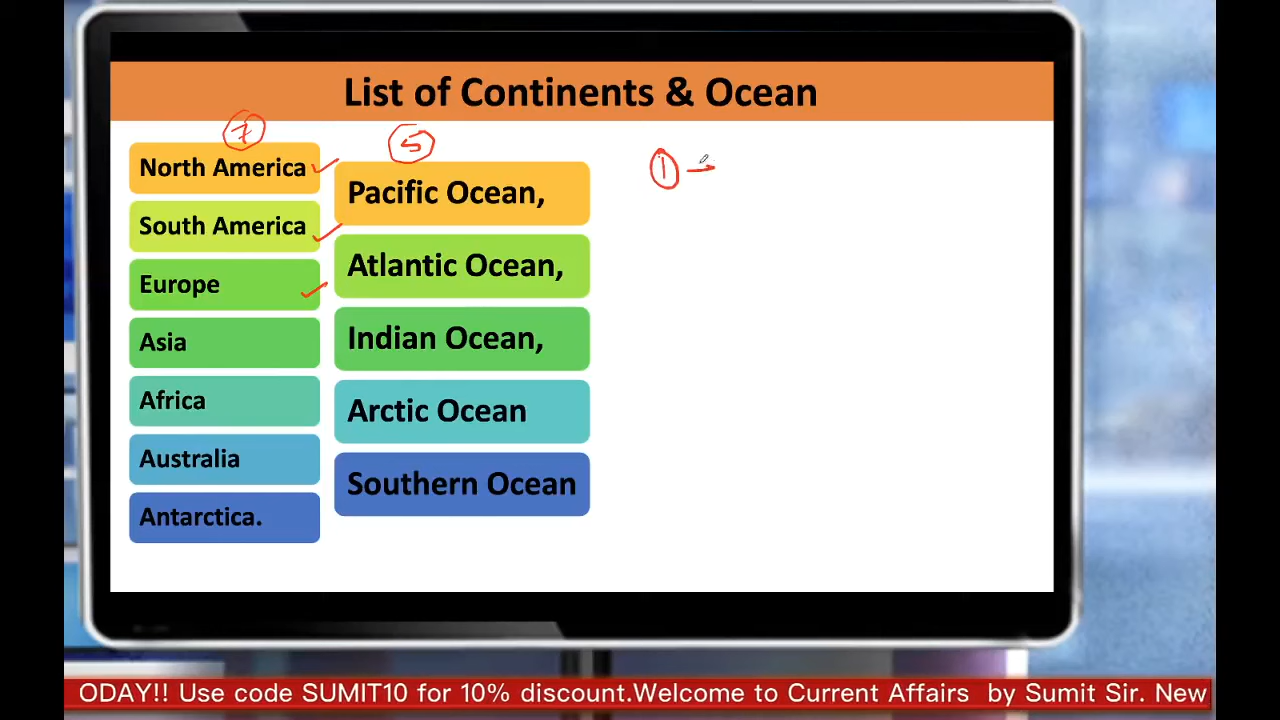 List of Continents & Ocean
7
5
North America
South America
Europe
Asia
Africa
Australia
Antarctica.
Pacific Ocean,
Atlantic Ocean,
Indian Ocean,
Arctic Ocean
Southern Ocean
1 →
ODAY!! Use code SUMIT10 for 10% discount.Welcome to Current Affairs by Sumit Sir. New